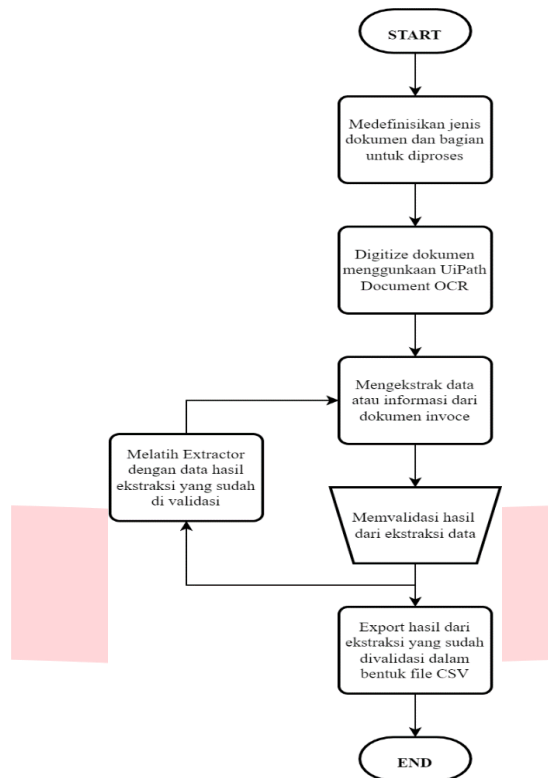 START
Medefinisikan jenis
dokumen dan bagian
untuk diproses
Digitize dokumen
menggunkaan UiPath
Document OCR
Mengekstrak data
atau informasi dari
dokumen invoce
Melatih Extractor
dengan data hasil
ekstraksi yang sudah
di validasi
Memvalidasi hasil
dari ekstraksi data
Export hasil dari
ekstraksi yang sudah
divalidasi dalam
bentuk file CSV
END